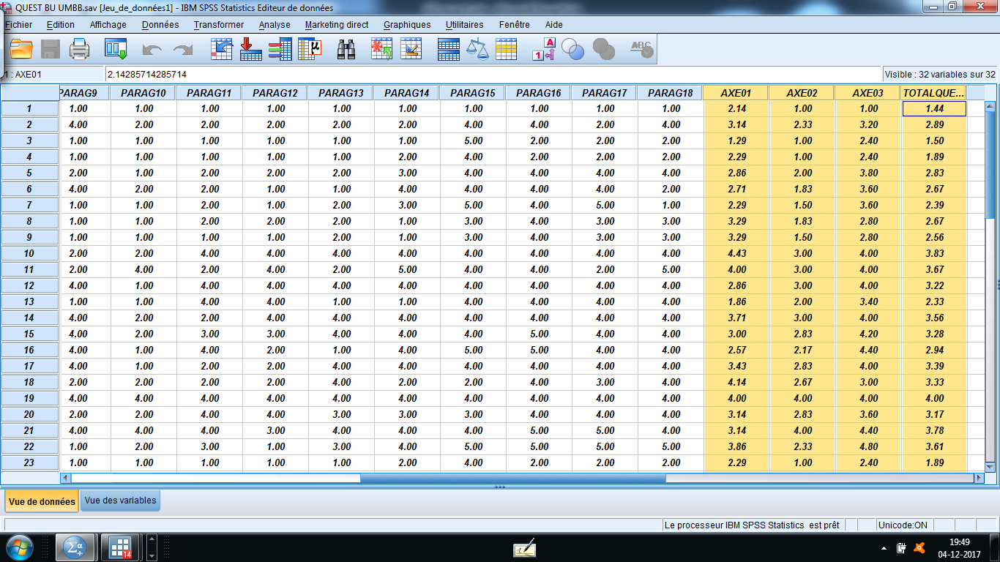 QUEST BU UMBB.sav [Jeu_de_données1] - IBM SPSS Statistics Editeur de données
Fichier Edition Affichage Données Transformer Analyse Marketing direct Graphiques Utilitaires Fenêtre Aide
1 : AXE01 2.14285714285714 Visible : 32 variables sur 32
PARAG9 PARAG10 PARAG11 PARAG12 PARAG13 PARAG14 PARAG15 PARAG16 PARAG17 PARAG18 AXE01 AXE02 AXE03 TOTALQUE...
1 1.00 1.00 1.00 1.00 1.00 1.00 1.00 1.00 1.00 1.00 2.14 1.00 1.00 1.44
2 4.00 2.00 2.00 2.00 2.00 2.00 4.00 4.00 2.00 4.00 3.14 2.33 3.20 2.89
3 1.00 1.00 1.00 1.00 1.00 1.00 5.00 2.00 2.00 2.00 1.29 1.00 2.40 1.50
4 1.00 1.00 1.00 1.00 1.00 2.00 4.00 2.00 2.00 2.00 2.29 1.00 2.40 1.89
5 2.00 1.00 2.00 2.00 2.00 3.00 4.00 4.00 4.00 4.00 2.86 2.00 3.80 2.83
6 4.00 2.00 2.00 1.00 1.00 4.00 4.00 4.00 2.00 4.00 2.71 1.83 3.60 2.67
7 1.00 1.00 2.00 1.00 2.00 3.00 5.00 4.00 5.00 1.00 2.29 1.50 3.60 2.39
8 1.00 1.00 2.00 2.00 2.00 1.00 3.00 4.00 3.00 3.00 3.29 1.83 2.80 2.67
9 1.00 1.00 1.00 1.00 2.00 1.00 3.00 4.00 3.00 3.00 3.29 1.50 2.80 2.56
10 2.00 2.00 4.00 4.00 4.00 4.00 4.00 4.00 4.00 4.00 4.43 3.00 4.00 3.83
11 2.00 4.00 2.00 4.00 2.00 5.00 4.00 4.00 2.00 5.00 4.00 3.00 4.00 3.67
12 4.00 1.00 4.00 4.00 4.00 4.00 4.00 4.00 4.00 4.00 2.86 3.00 4.00 3.22
13 1.00 1.00 4.00 4.00 1.00 1.00 4.00 4.00 4.00 4.00 1.86 2.00 3.40 2.33
14 4.00 2.00 2.00 4.00 4.00 4.00 4.00 4.00 4.00 4.00 3.71 3.00 4.00 3.56
15 4.00 2.00 3.00 3.00 4.00 4.00 4.00 5.00 4.00 4.00 3.00 2.83 4.20 3.28
16 4.00 1.00 4.00 2.00 1.00 4.00 5.00 5.00 4.00 4.00 2.57 2.17 4.40 2.94
17 4.00 1.00 2.00 2.00 4.00 4.00 4.00 4.00 4.00 4.00 3.43 2.83 4.00 3.39
18 2.00 2.00 2.00 2.00 4.00 2.00 2.00 4.00 3.00 4.00 4.14 2.67 3.00 3.33
19 4.00 4.00 4.00 4.00 4.00 4.00 4.00 4.00 4.00 4.00 4.00 4.00 4.00 4.00
20 2.00 2.00 4.00 4.00 3.00 3.00 3.00 4.00 4.00 4.00 3.14 2.83 3.60 3.17
21 4.00 4.00 4.00 3.00 4.00 4.00 4.00 5.00 5.00 4.00 3.14 4.00 4.40 3.78
22 1.00 2.00 3.00 1.00 3.00 4.00 5.00 5.00 5.00 5.00 3.86 2.33 4.80 3.61
23 1.00 1.00 1.00 1.00 1.00 2.00 4.00 2.00 2.00 2.00 2.29 1.00 2.40 1.89
Vue de données Vue des variables
Le processeur IBM SPSS Statistics est prêt Unicode:ON
19:49
04-12-2017